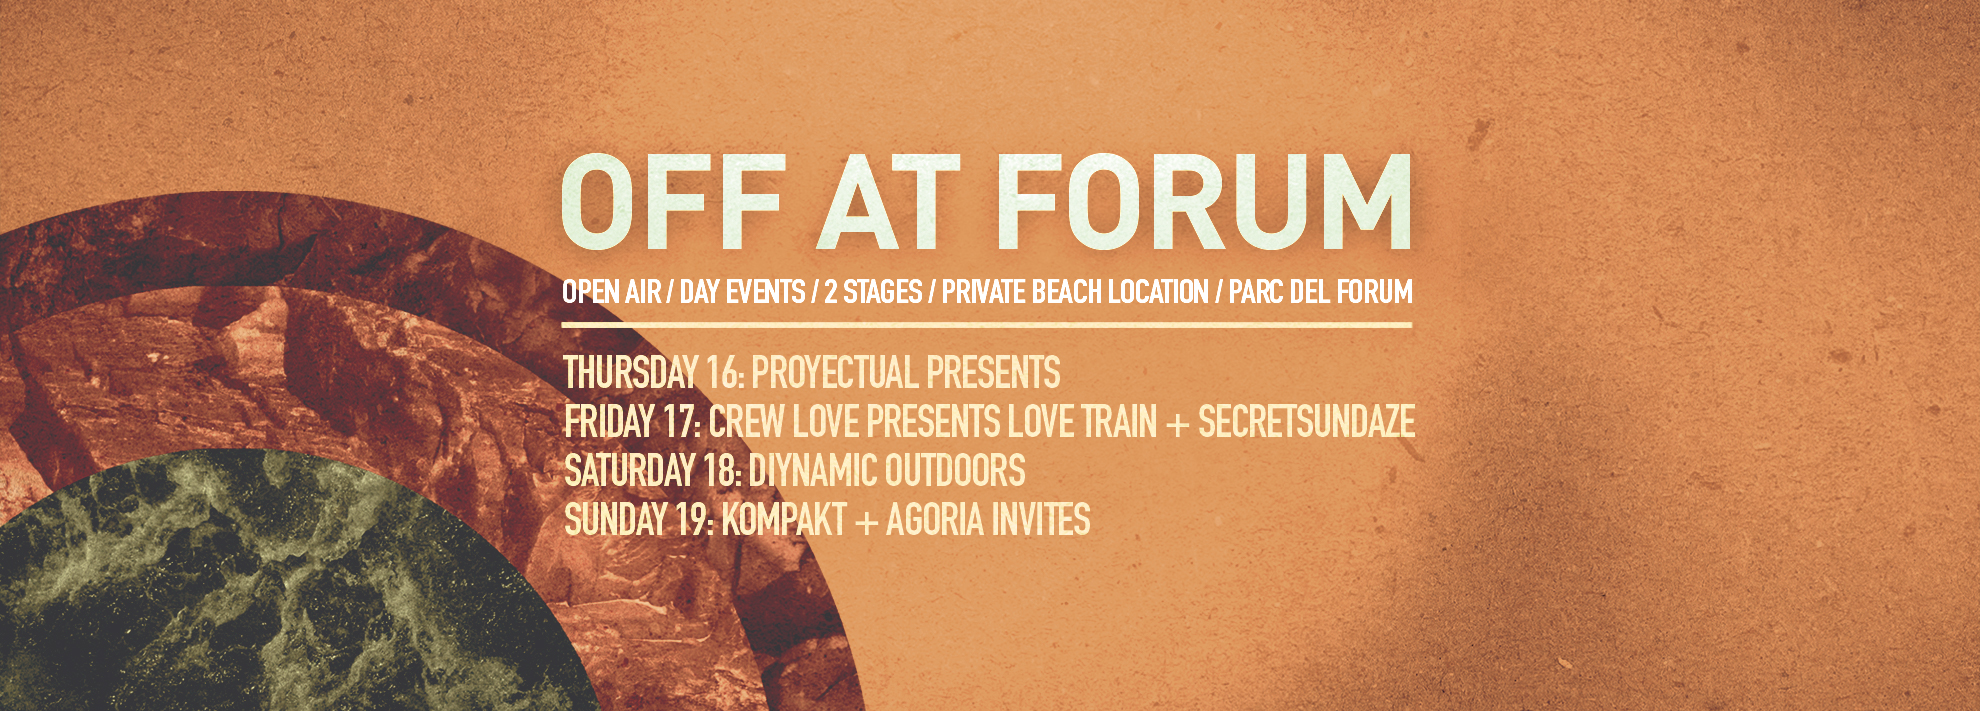 OFF AT FORUM
OPEN AIR / DAY EVENTS / 2 STAGES / PRIVATE BEACH LOCATION / PARC DEL FORUM
THURSDAY 16: PROYECTUAL PRESENTS
FRIDAY 17: CREW LOVE PRESENTS LOVE TRAIN + SECRETSUNDAZE
SATURDAY 18: DIYNAMIC OUTDOORS
SUNDAY 19: KOMPAKT + AGORIA INVITES